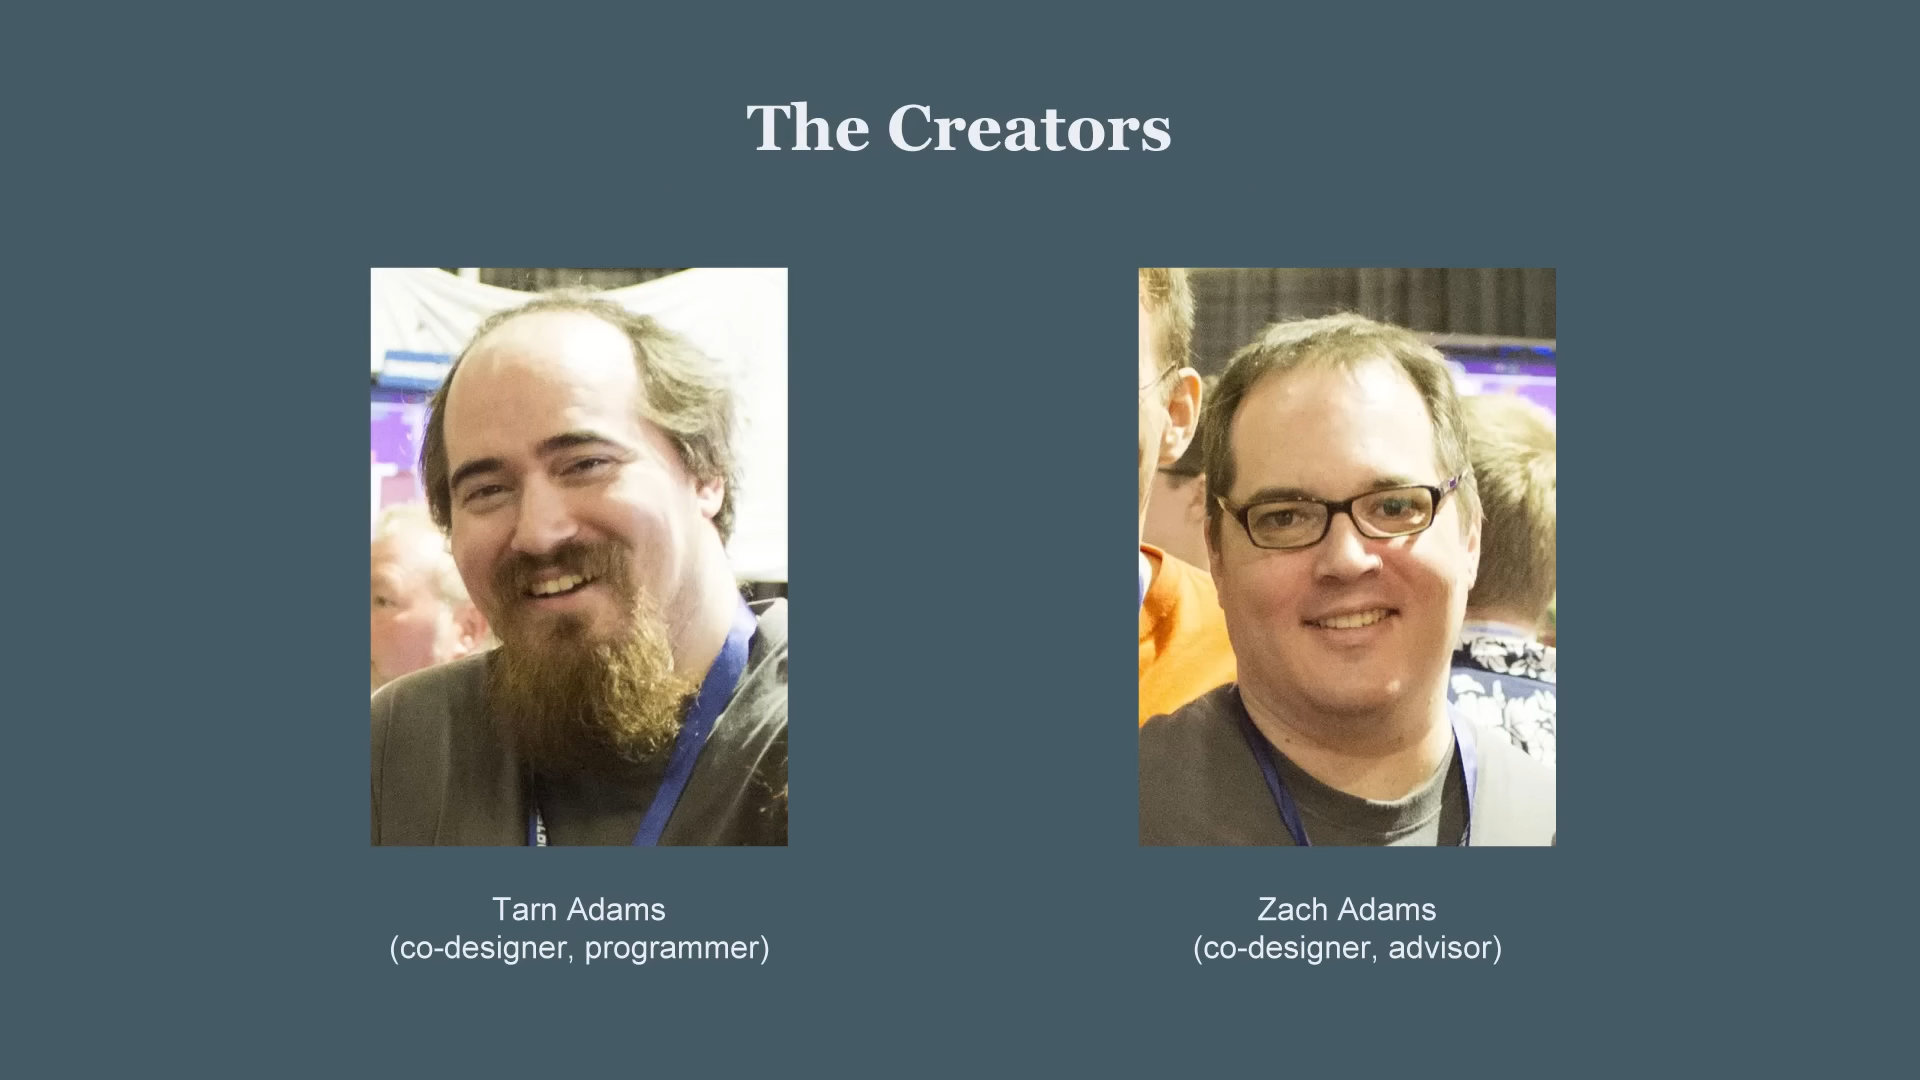 The Creators
Tarn Adams
(co-designer, programmer)
Zach Adams
(co-designer, advisor)